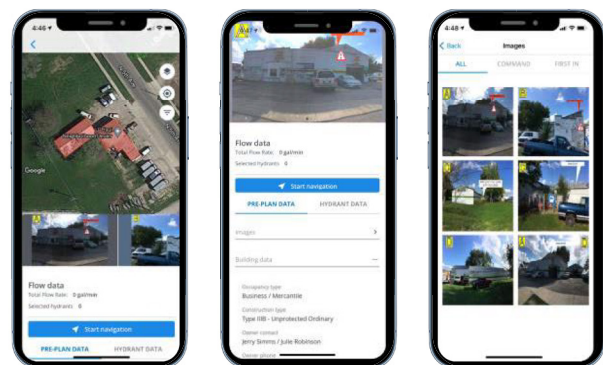 4:46
Google
A
B
Flow data
Total Flow Rate: 0 gal/min
Selected hydrants 0
Start navigation
PRE-PLAN DATA
HYDRANT DATA
4:47
Flow data
Total Flow Rate: 0 gal/min
Selected hydrants 0
Start navigation
PRE-PLAN DATA
HYDRANT DATA
Images
Building data
Occupancy type
Business / Mercantile
Construction type
Type IIIB - Unprotected Ordinary
Owner contact
Jerry Simms / Julie Robinson
Owner phone
4:48
Back
Images
ALL
COMMAND
FIRST IN
A
B
D
C
D
A